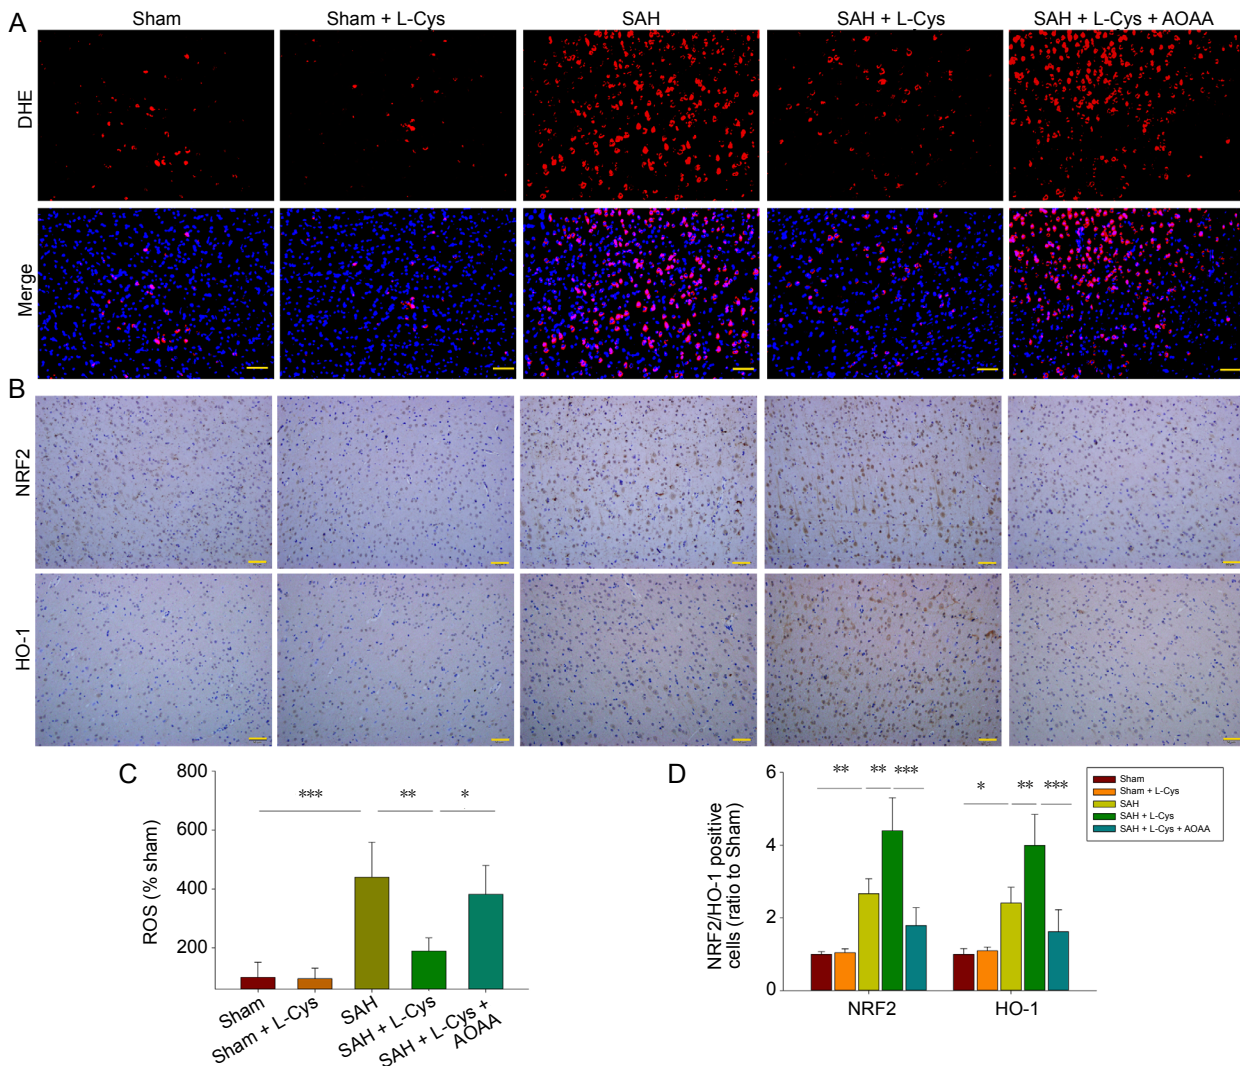 A
Sham
Sham + L-Cys
SAH
SAH + L-Cys
SAH + L-Cys + AOAA
DHE
Merge
B
NRF2
HO-1
C
800
600
400
200
ROS (% sham)
***
**
*
Sham
Sham + L-Cys
SAH
SAH + L-Cys
SAH + L-Cys +
AOAA
D
6
4
2
0
NRF2/HO-1 positive
cells (ratio to Sham)
** ** ***
* ** ***
NRF2
HO-1
Sham
Sham + L-Cys
SAH
SAH + L-Cys
SAH + L-Cys + AOAA